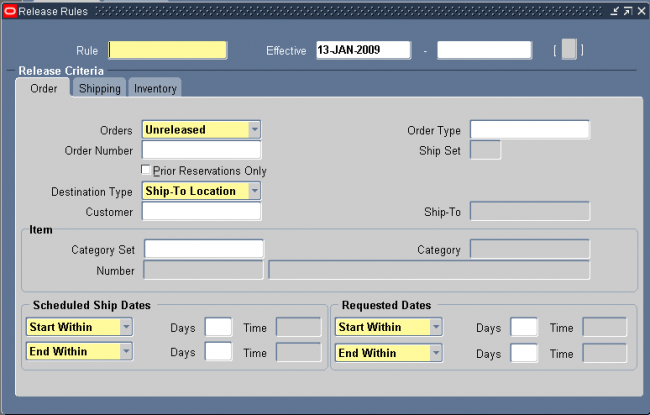 Release Rules
Rule Effective 13-JAN-2009 - [ ]
Release Criteria
Order Shipping Inventory
Orders Unreleased Order Type
Order Number Ship Set
Prior Reservations Only
Destination Type Ship-To Location
Customer Ship-To
Item
Category Set Category
Number
Scheduled Ship Dates Requested Dates
Start Within Days Time Start Within Days Time
End Within Days Time End Within Days Time